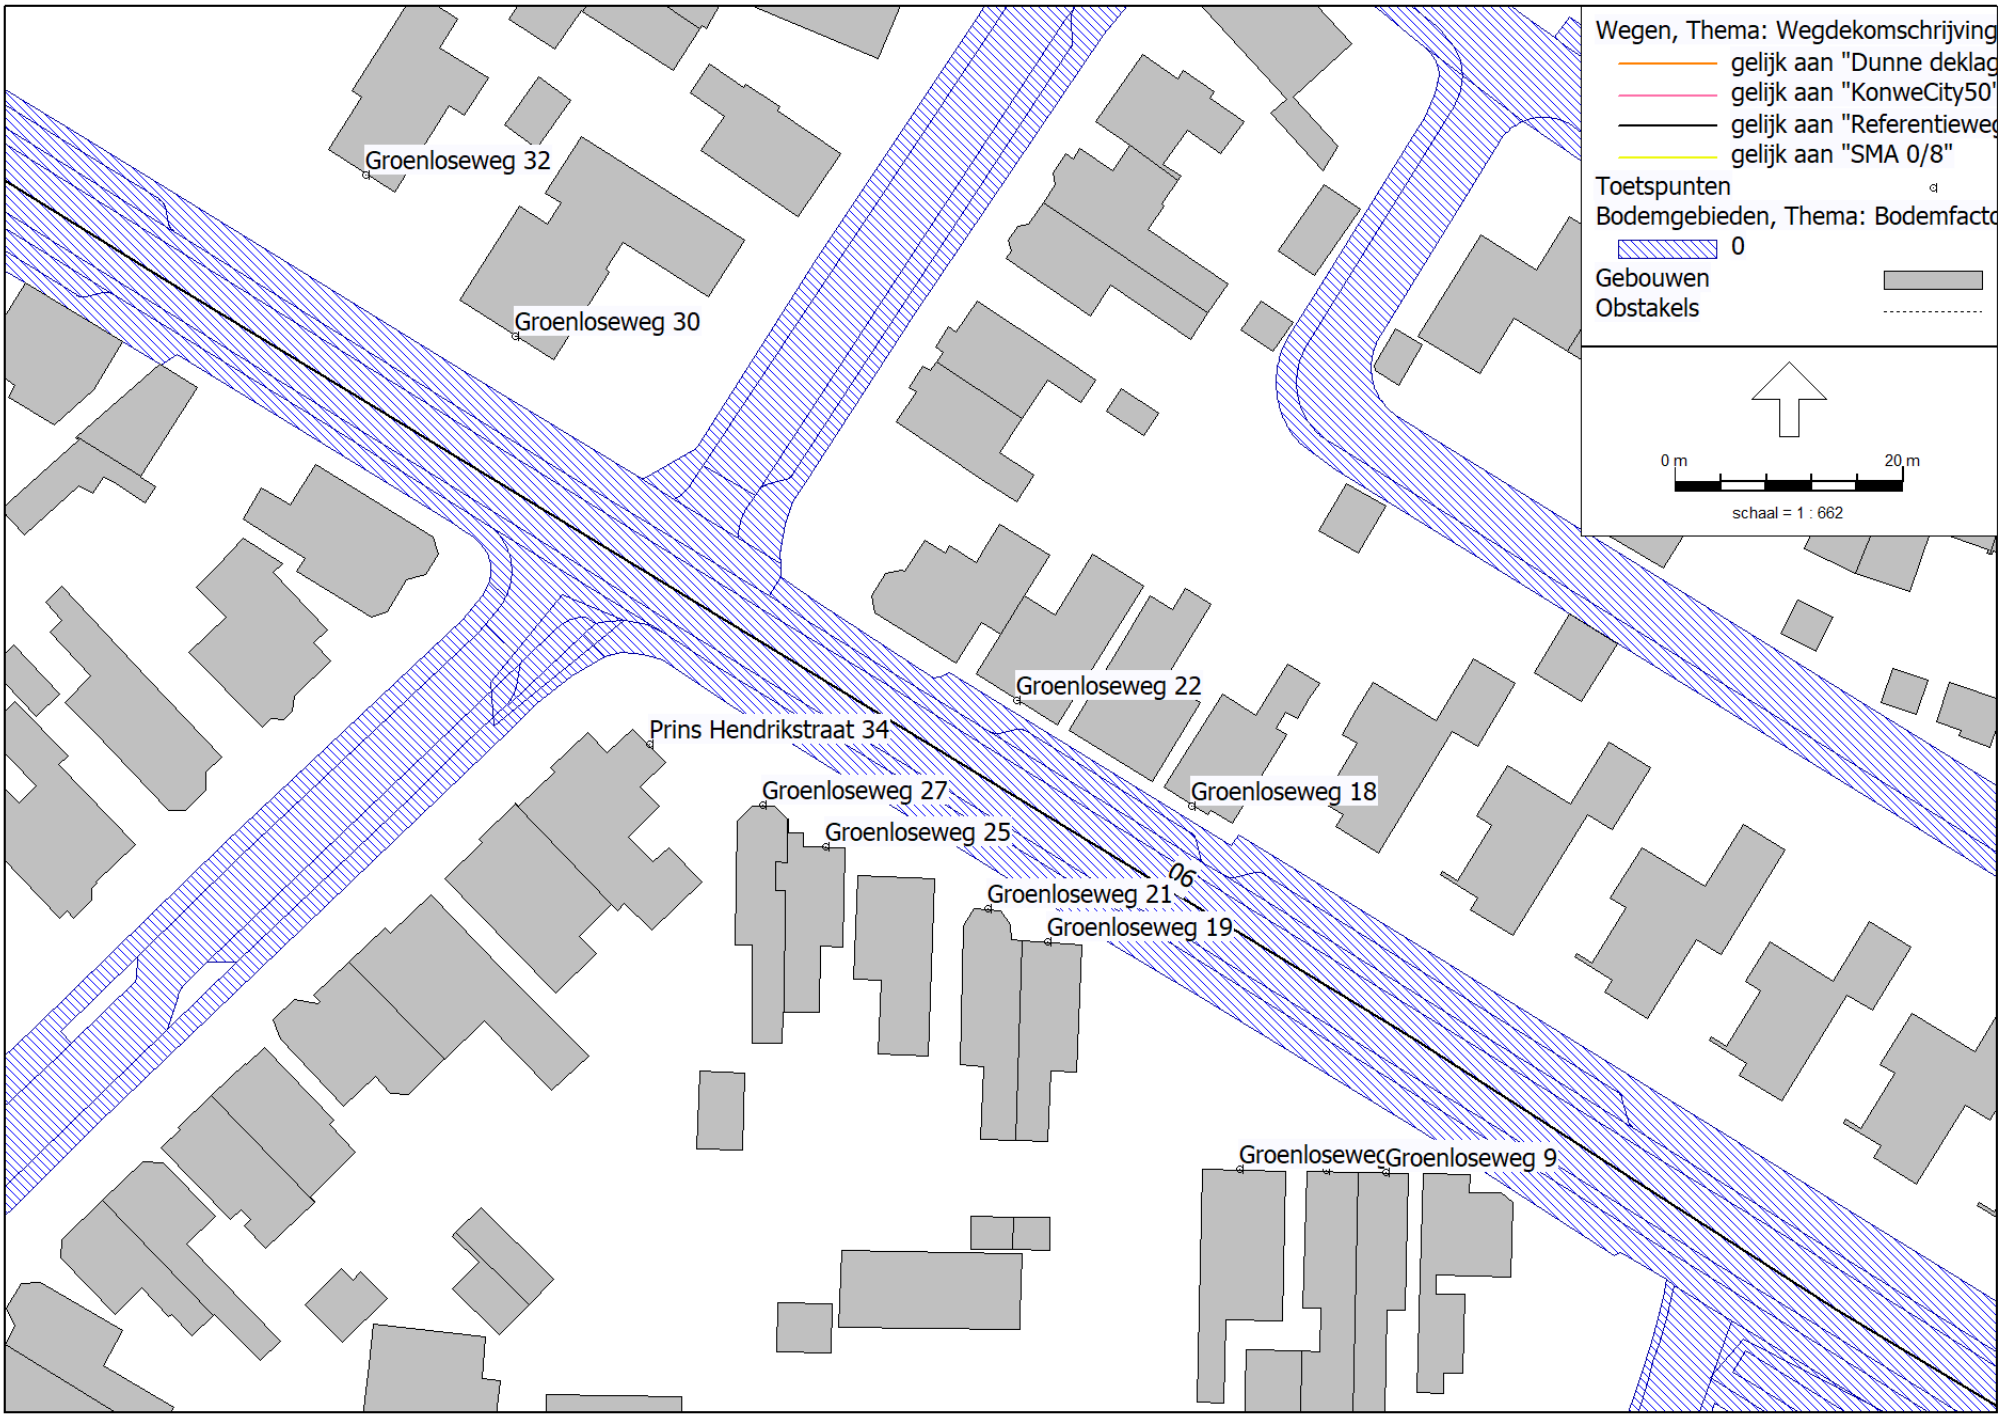 Wegen, Thema: Wegdekomschrijving
gelijk aan "Dunne deklag
gelijk aan "KonweCity50"
gelijk aan "Referentieweg
gelijk aan "SMA 0/8"
Toetspunten
Bodemgebieden, Thema: Bodemfacto
0
Gebouwen
Obstakels
0 m 20 m
schaal = 1 : 662
Groenloseweg 32
Groenloseweg 30
Groenloseweg 22
Prins Hendrikstraat 34
Groenloseweg 27
Groenloseweg 18
Groenloseweg 25
06
Groenloseweg 21
Groenloseweg 19
Groenloseweg
Groenloseweg 9